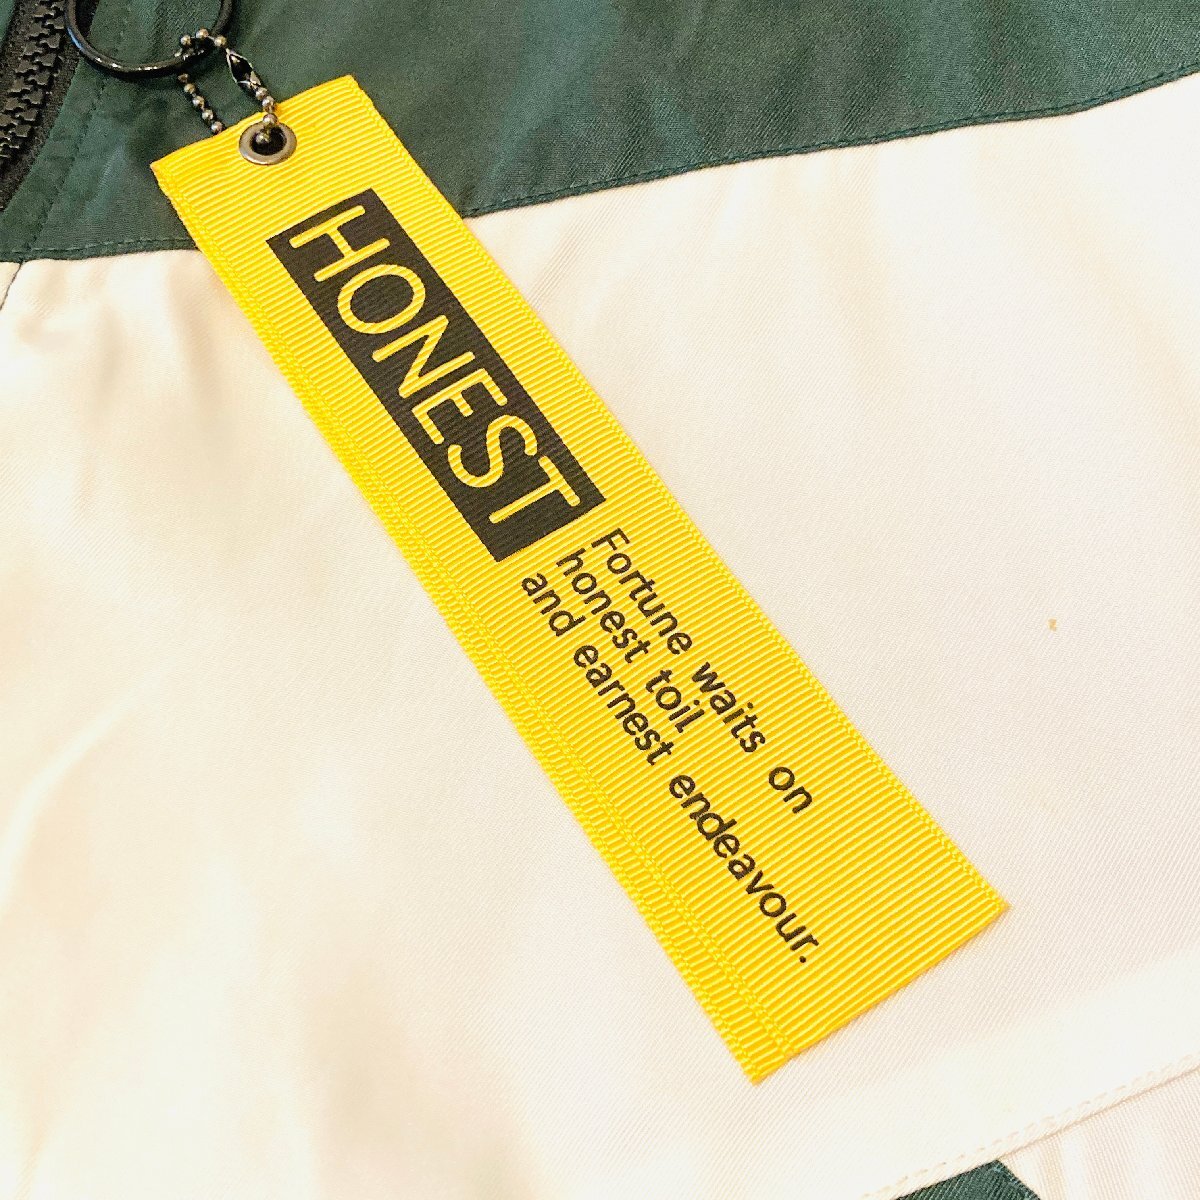 HONEST
Fortune waits on
honest toil
and earnest endeavour.